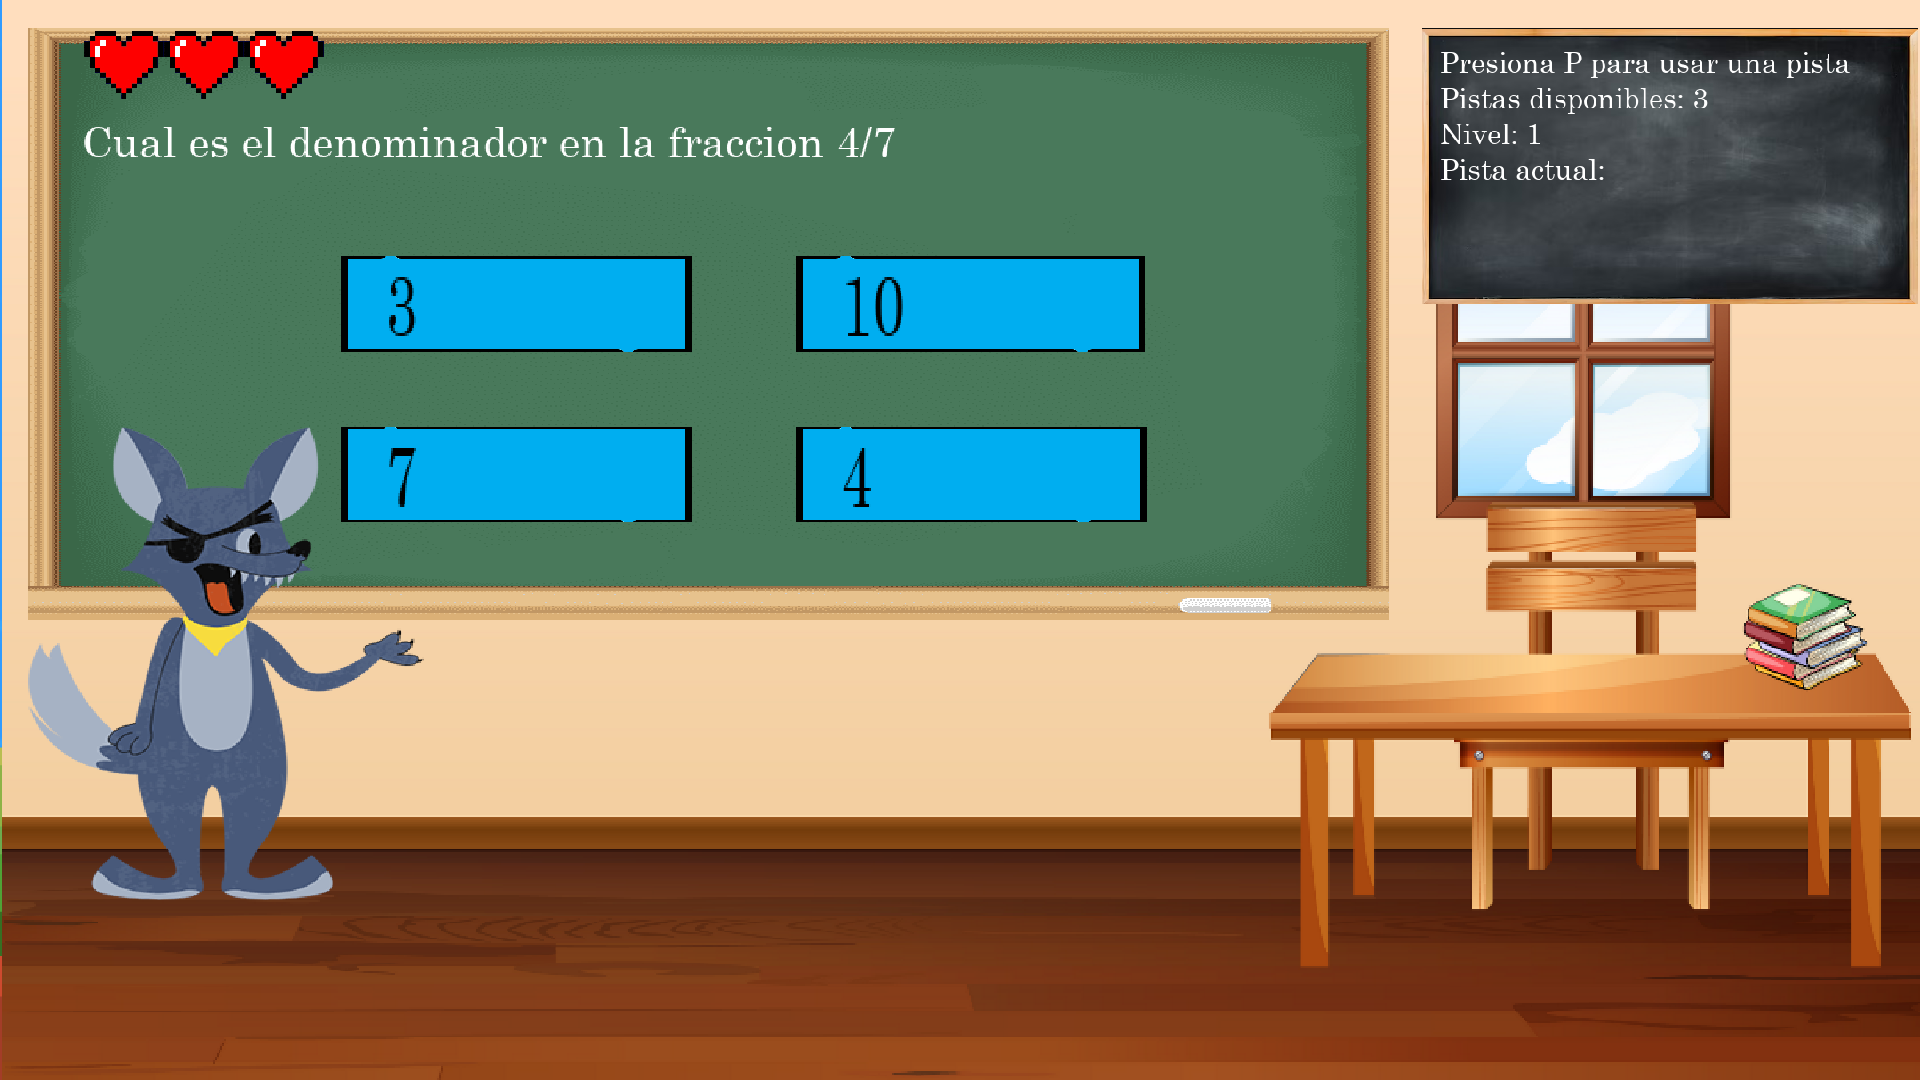 Cual es el denominador en la fraccion 4/7
3
10
7
4
Presiona P para usar una pista
Pistas disponibles: 3
Nivel: 1
Pista actual: